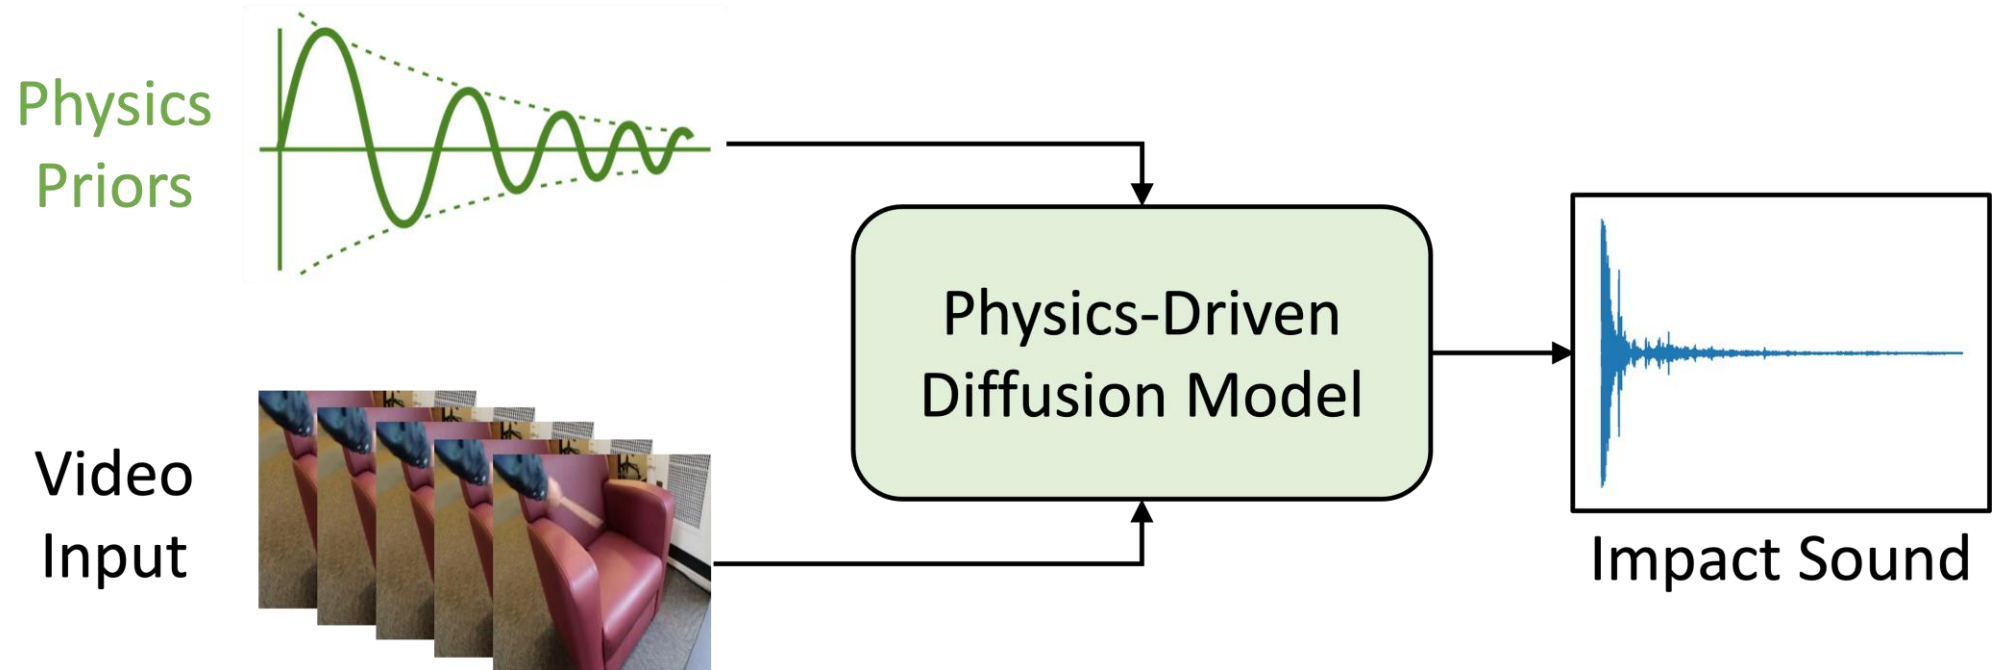 Physics
Priors
Physics-Driven
Diffusion Model
Video
Input
Impact Sound